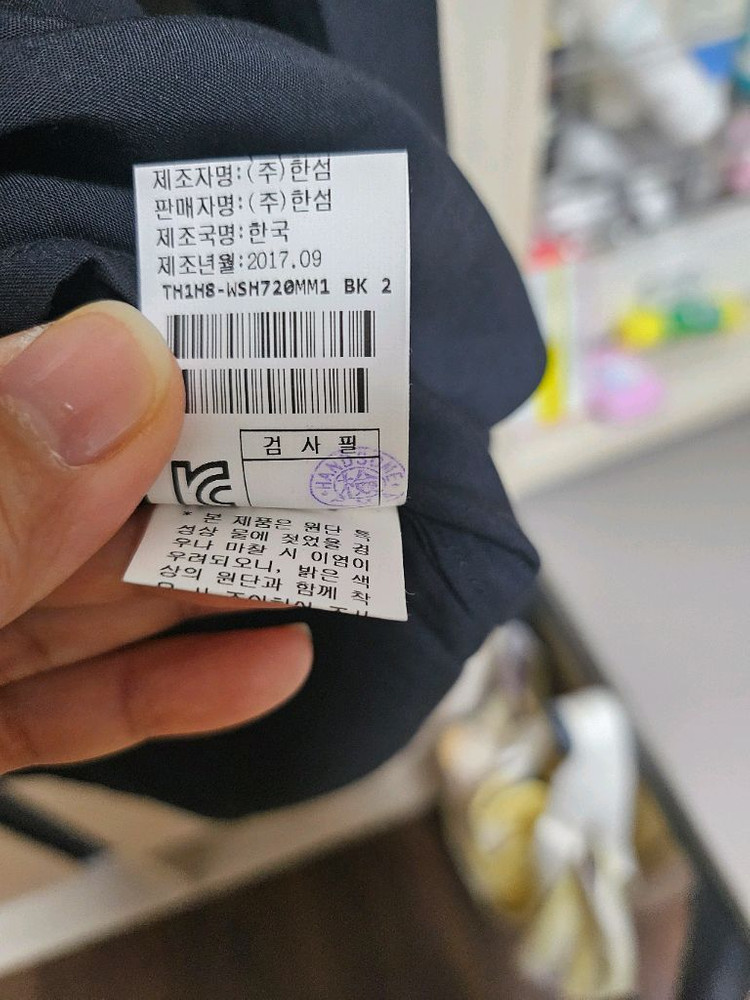 제조자명:(주)한섬
판매자명:(주)한섬
제조국명:한국
제조년월:2017.09
TH1H8-WSH720MM1 BK 2
검 사 필
* 본 제품은 원단 특
성상 물에 젖었을 경
우나 마찰 시 이염이
우려되오니, 밝은 색
상의 원단과 함께 착